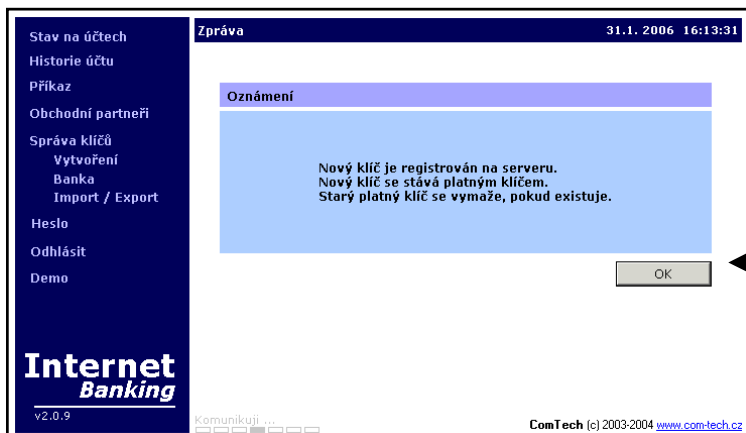 Stav na účtech
Historie účtu
Příkaz
Obchodní partneři
Správa klíčů
Vytvoření
Banka
Import / Export
Heslo
Odhlásit
Demo
Internet
Banking
v2.0.9
Zpráva 31.1. 2006 16:13:31
Oznámení
Nový klíč je registrován na serveru.
Nový klíč se stává platným klíčem.
Starý platný klíč se vymaže, pokud existuje.
OK
Komunikuji ...
ComTech (c) 2003-2004 www.com-tech.cz